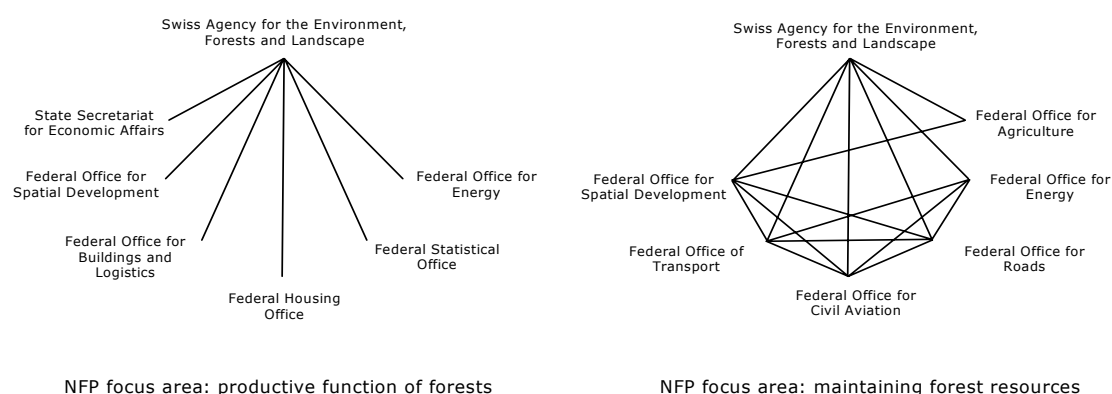 Swiss Agency for the Environment,
Forests and Landscape
State Secretariat
for Economic Affairs
Federal Office for
Spatial Development
Federal Office for
Buildings and
Logistics
Federal Housing
Office
Federal Statistical
Office
Federal Office for
Energy
NFP focus area: productive function of forests
Swiss Agency for the Environment,
Forests and Landscape
Federal Office for
Agriculture
Federal Office for
Spatial Development
Federal Office for
Energy
Federal Office of
Transport
Federal Office for
Roads
Federal Office for
Civil Aviation
NFP focus area: maintaining forest resources